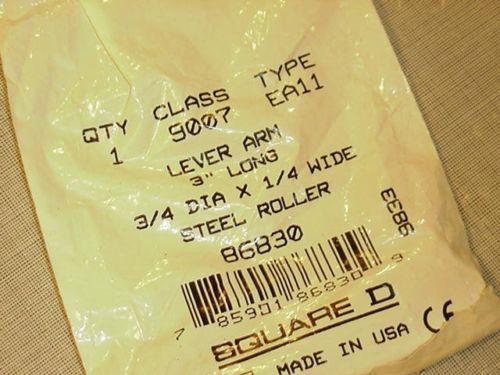 QTY CLASS TYPE
1 9007 EA11
LEVER ARM
3" LONG
3/4 DIA X 1/4 WIDE
STEEL ROLLER
86830
9833
7 85901 86830 9
SQUARE D
MADE IN USA CE